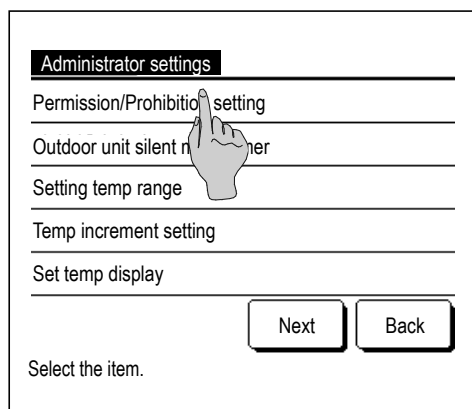 Administrator settings
Permission/Prohibition setting
Outdoor unit silent
Setting temp range
Temp increment setting
Set temp display
Next Back
Select the item.